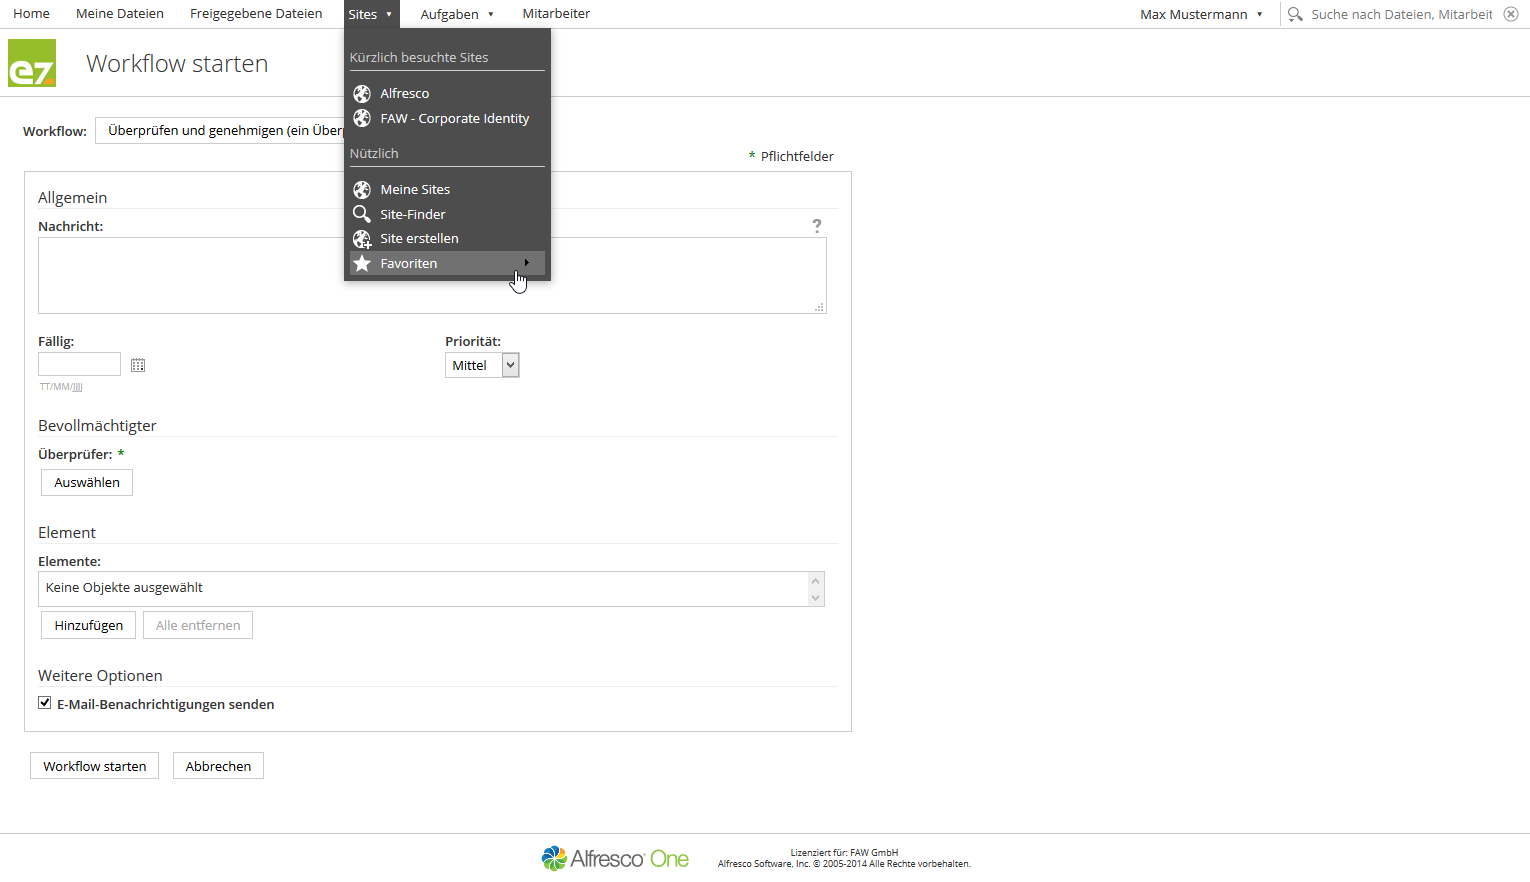 Home Meine Dateien Freigegebene Dateien Sites Aufgaben Mitarbeiter Max Mustermann Suche nach Dateien, Mitarbeit
ez Workflow starten
Kürzlich besuchte Sites
Alfresco
FAW - Corporate Identity
Nützlich
Meine Sites
Site-Finder
Site erstellen
Favoriten
Workflow: Überprüfen und genehmigen (ein Überp
* Pflichtfelder
Allgemein
Nachricht: ?
Fällig: Priorität:
Mittel
TT/MM/JJJJ
Bevollmächtigter
Überprüfer: *
Auswählen
Element
Elemente:
Keine Objekte ausgewählt
Hinzufügen Alle entfernen
Weitere Optionen
E-Mail-Benachrichtigungen senden
Workflow starten Abbrechen
Alfresco One
Lizenziert für: FAW GmbH
Alfresco Software, Inc. © 2005-2014 Alle Rechte vorbehalten.